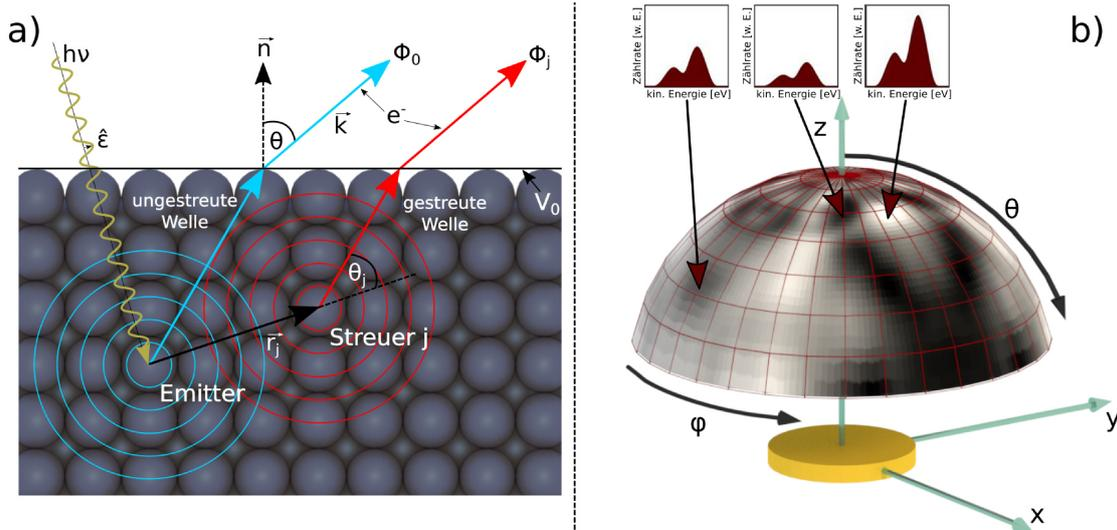 a)
hν
ε̂
n⃗
Φ₀
Φⱼ
θ
k⃗
e⁻
ungestreute
Welle
gestreute
Welle
V₀
θⱼ
r⃗ⱼ
Streuer j
Emitter
b)
Zählrate [w. E.]
kin. Energie [eV]
Zählrate [w. E.]
kin. Energie [eV]
Zählrate [w. E.]
kin. Energie [eV]
z
θ
φ
y
x